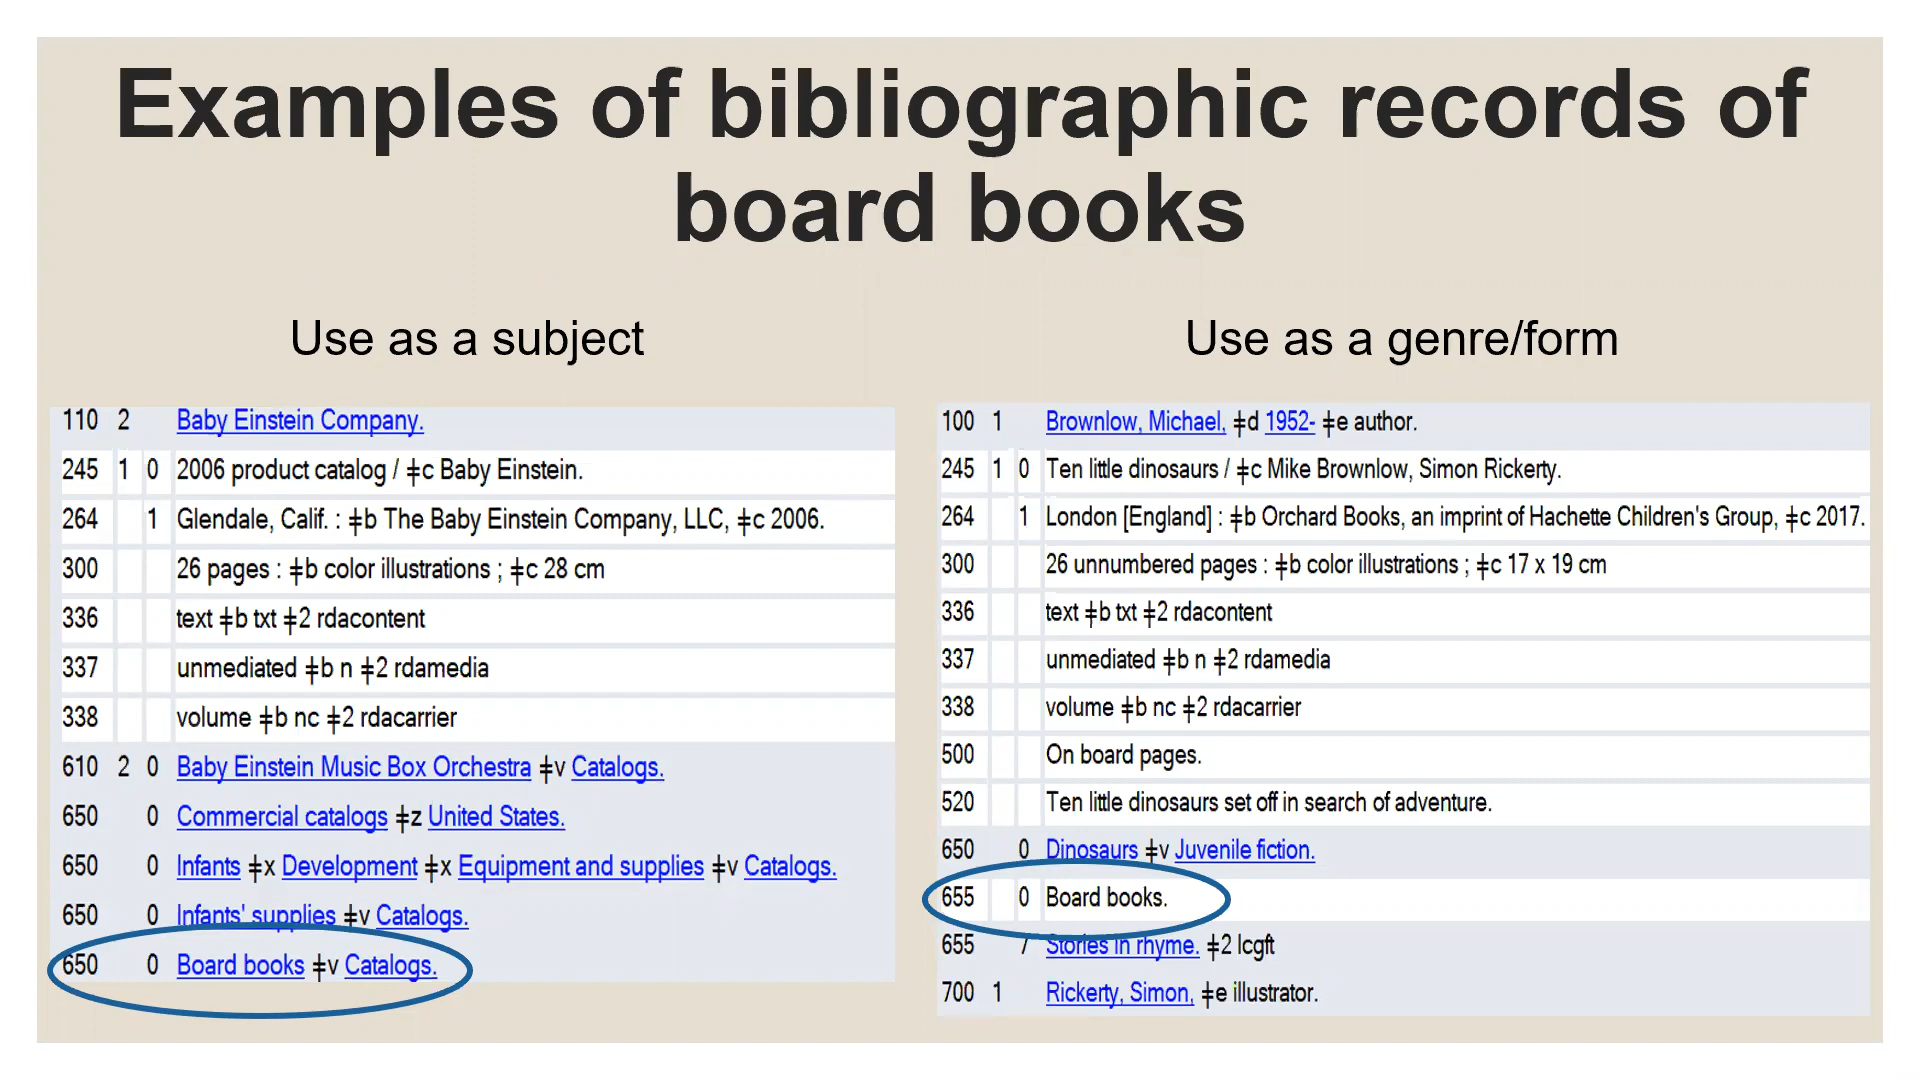 Examples of bibliographic records of
board books
Use as a subject
110 2 Baby Einstein Company.
245 1 0 2006 product catalog / ǂc Baby Einstein.
264 1 Glendale, Calif. : ǂb The Baby Einstein Company, LLC, ǂc 2006.
300 26 pages : ǂb color illustrations ; ǂc 28 cm
336 text ǂb txt ǂ2 rdacontent
337 unmediated ǂb n ǂ2 rdamedia
338 volume ǂb nc ǂ2 rdacarrier
610 2 0 Baby Einstein Music Box Orchestra ǂv Catalogs.
650 0 Commercial catalogs ǂz United States.
650 0 Infants ǂx Development ǂx Equipment and supplies ǂv Catalogs.
650 0 Infants' supplies ǂv Catalogs.
650 0 Board books ǂv Catalogs.
Use as a genre/form
100 1 Brownlow, Michael, ǂd 1952- ǂe author.
245 1 0 Ten little dinosaurs / ǂc Mike Brownlow, Simon Rickerty.
264 1 London [England] : ǂb Orchard Books, an imprint of Hachette Children's Group, ǂc 2017.
300 26 unnumbered pages : ǂb color illustrations ; ǂc 17 x 19 cm
336 text ǂb txt ǂ2 rdacontent
337 unmediated ǂb n ǂ2 rdamedia
338 volume ǂb nc ǂ2 rdacarrier
500 On board pages.
520 Ten little dinosaurs set off in search of adventure.
650 0 Dinosaurs ǂv Juvenile fiction.
655 0 Board books.
655 7 Stories in rhyme. ǂ2 lcgft
700 1 Rickerty, Simon, ǂe illustrator.